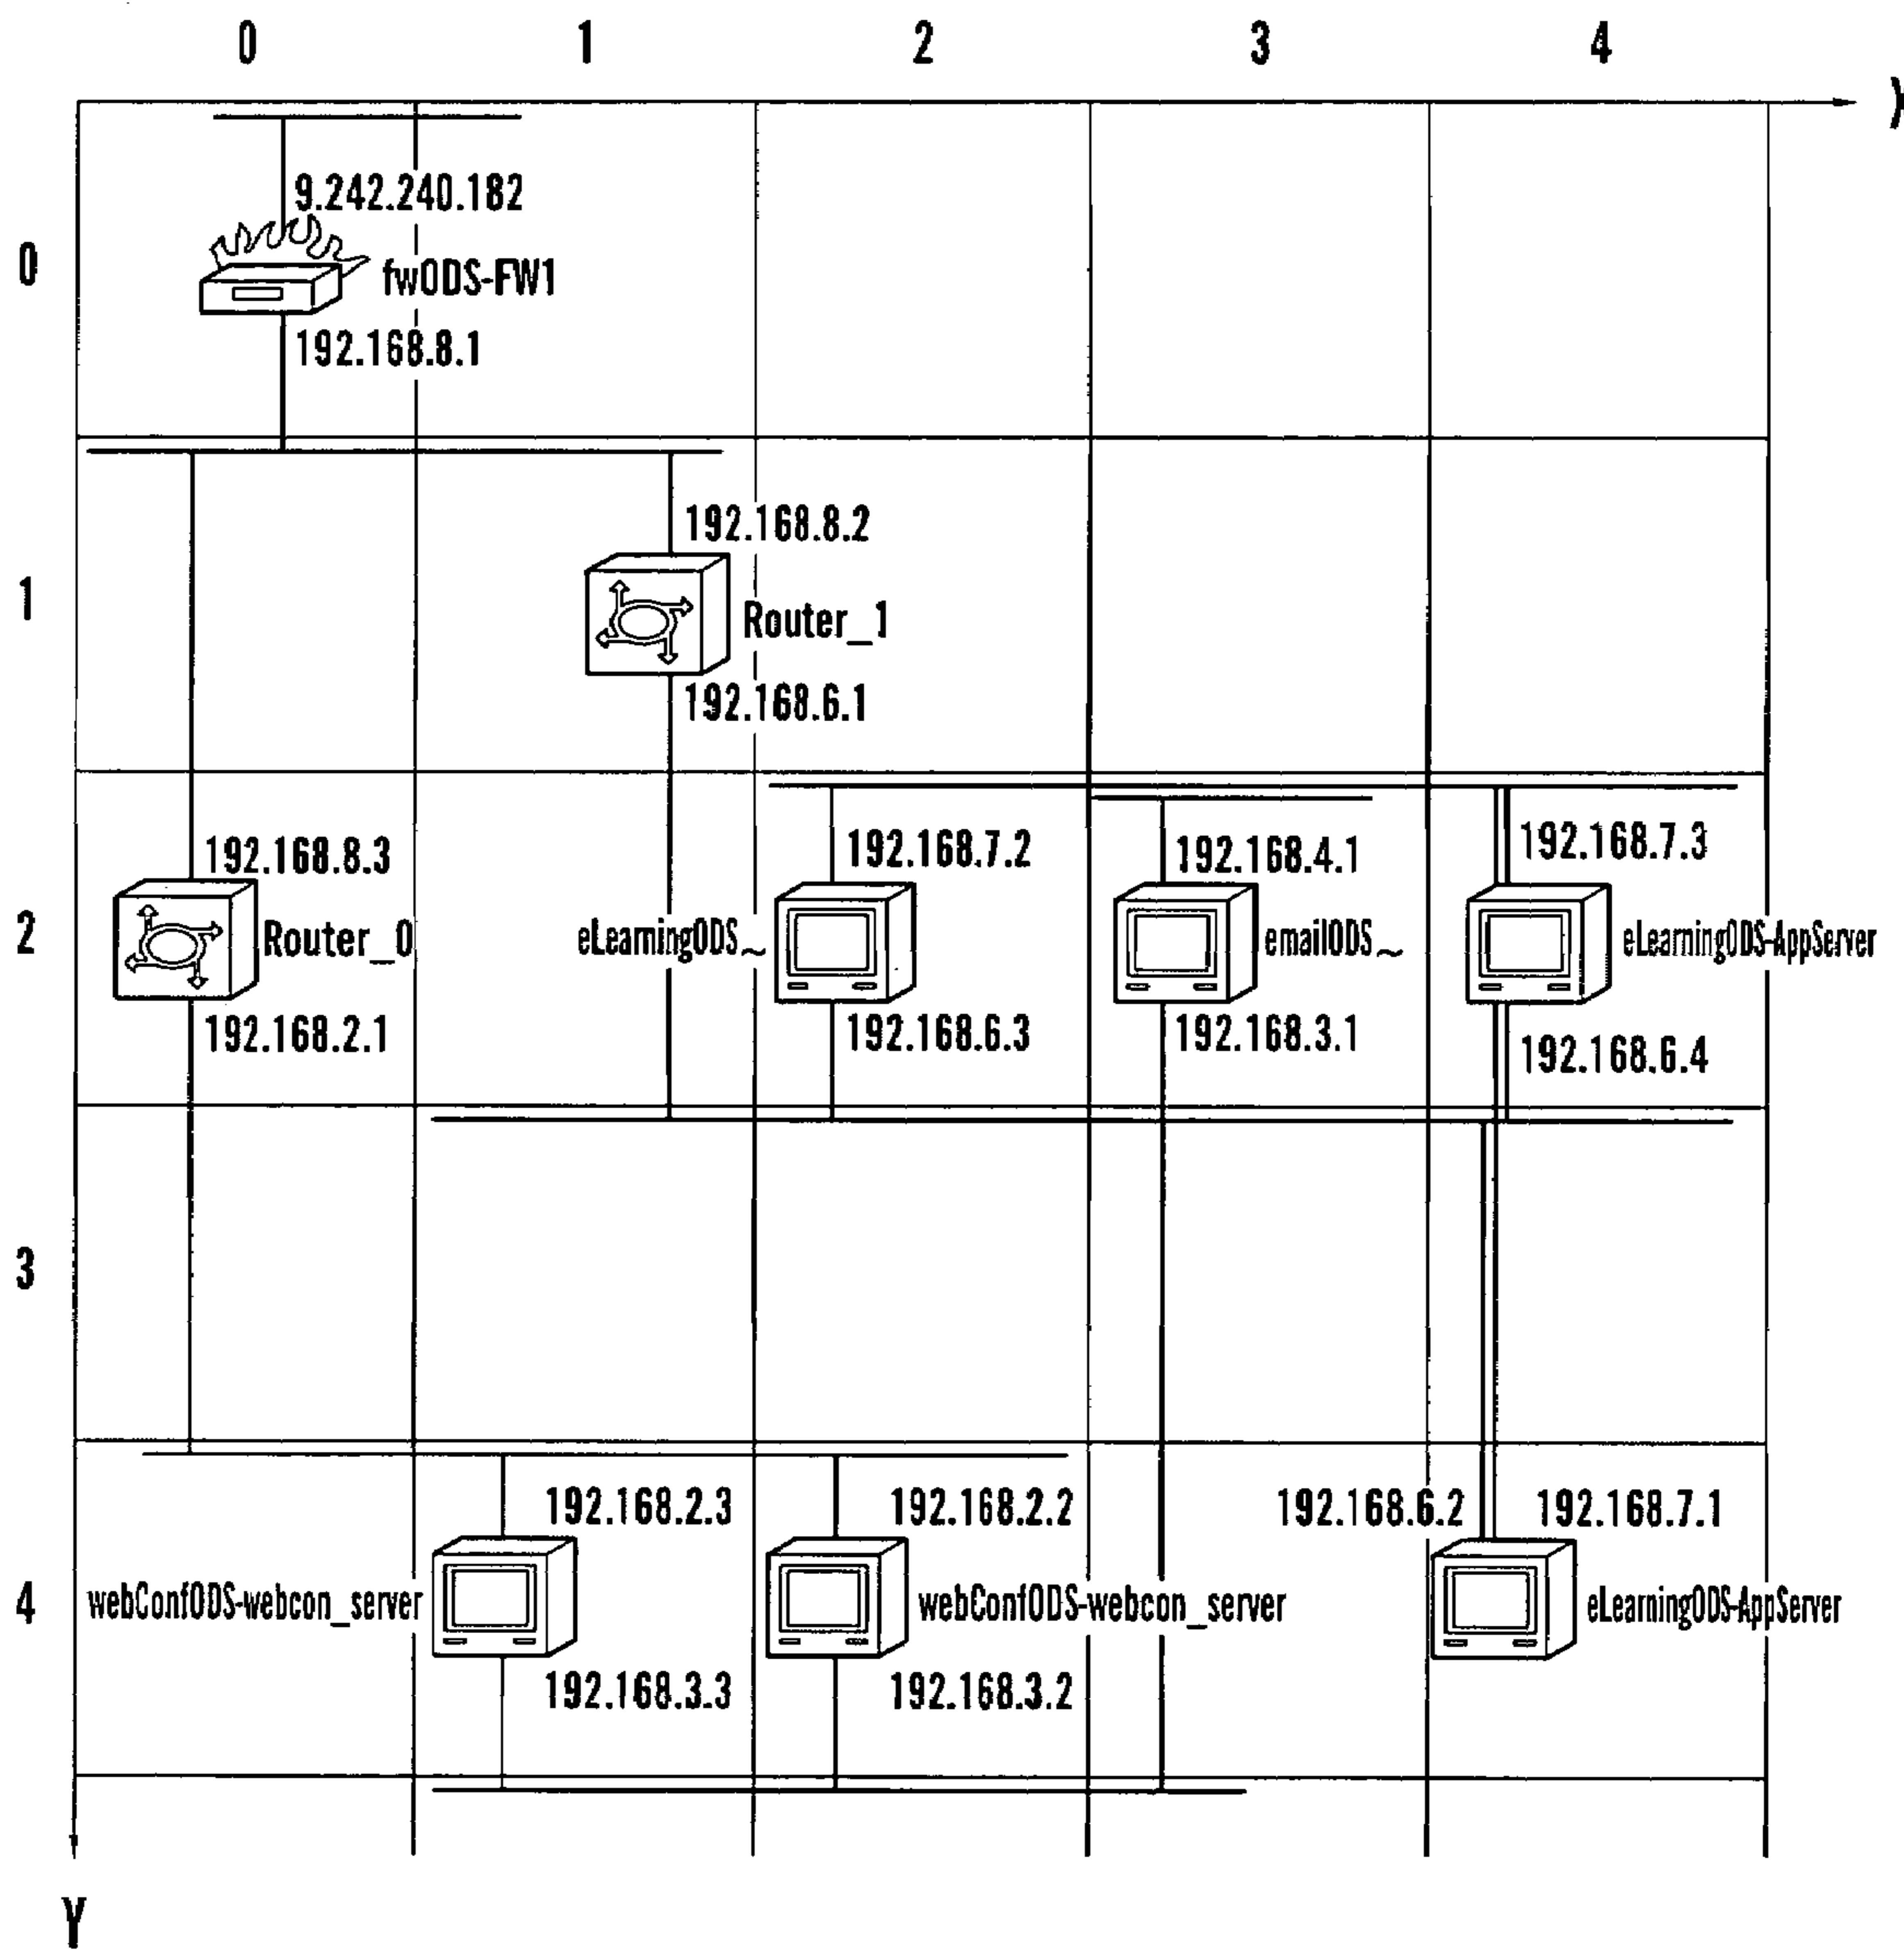 0 1 2 3 4
9.242.240.182
0
fwODS-FW1
192.168.8.1
192.168.8.2
1
Router_1
192.168.6.1
192.168.8.3
192.168.7.2
192.168.4.1
192.168.7.3
2
Router_0
eLearningODS~
emailODS~
eLearningODS-AppServer
192.168.2.1
192.168.6.3
192.168.3.1
192.168.6.4
3
192.168.2.3
192.168.2.2
192.168.6.2
192.168.7.1
4
webConfODS-webcon_server
webConfODS-webcon_server
eLearningODS-AppServer
192.168.3.3
192.168.3.2
Y